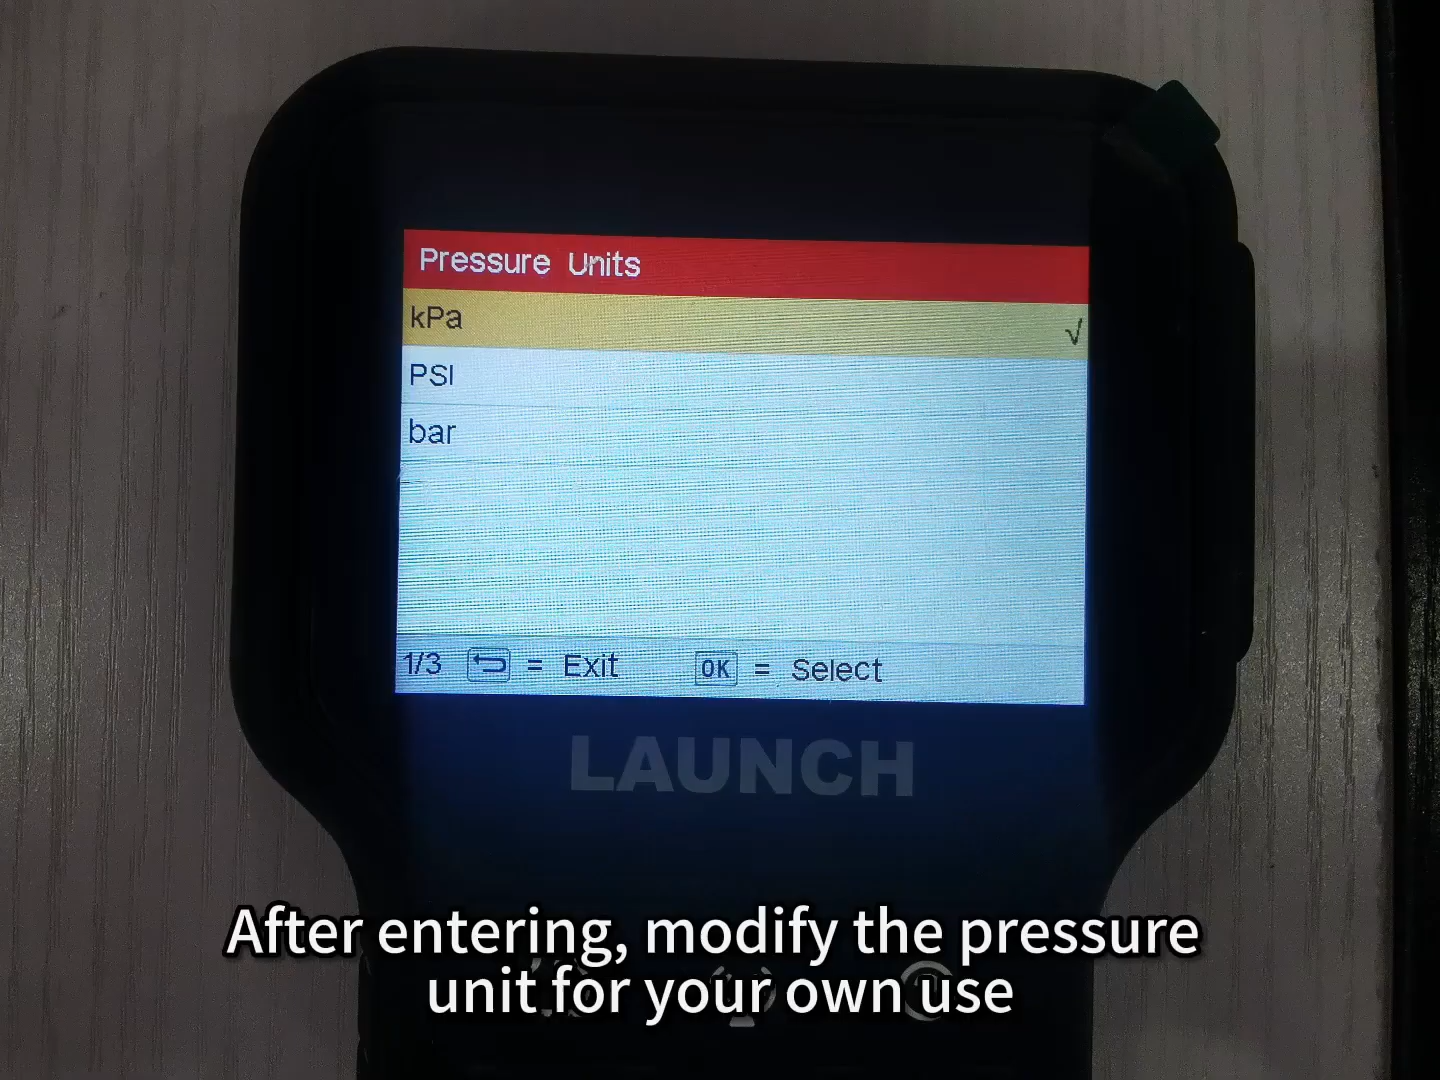 Pressure Units
kPa √
PSI
bar
1/3 = Exit OK = Select
LAUNCH
After entering, modify the pressure
unit for your own use